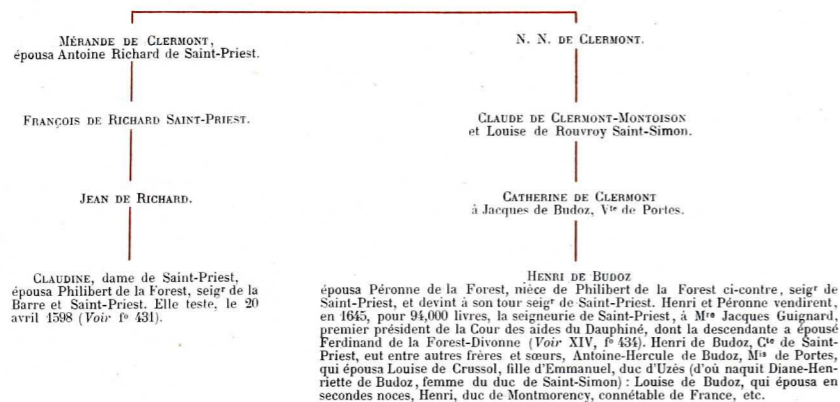 MÉRANDE DE CLERMONT,
épousa Antoine Richard de Saint-Priest.
FRANÇOIS DE RICHARD SAINT-PRIEST.
JEAN DE RICHARD.
CLAUDINE, dame de Saint-Priest,
épousa Philibert de la Forest, seigʳ de la
Barre et Saint-Priest. Elle teste, le 20
avril 1598 (Voir fº 431).
N. N. DE CLERMONT.
CLAUDE DE CLERMONT-MONTOISON
et Louise de Rouvroy Saint-Simon.
CATHERINE DE CLERMONT
à Jacques de Budoz, Vᵗᵉ de Portes.
HENRI DE BUDOZ
épousa Péronne de la Forest, nièce de Philibert de la Forest ci-contre, seigʳ de
Saint-Priest, et devint à son tour seigʳ de Saint-Priest. Henri et Péronne vendirent,
en 1645, pour 94,000 livres, la seigneurie de Saint-Priest, à Mʳᵉ Jacques Guignard,
premier président de la Cour des aides du Dauphiné, dont la descendante a épousé
Ferdinand de la Forest-Divonne (Voir XIV, fº 434). Henri de Budoz, Cᵗᵉ de Saint-
Priest, eut entre autres frères et sœurs, Antoine-Hercule de Budoz, Mⁱˢ de Portes,
qui épousa Louise de Crussol, fille d'Emmanuel, duc d'Uzès (d'où naquit Diane-Hen-
riette de Budoz, femme du duc de Saint-Simon) : Louise de Budoz, qui épousa en
secondes noces, Henri, duc de Montmorency, connétable de France, etc.